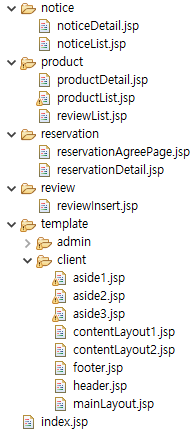 notice
noticeDetail.jsp
noticeList.jsp
product
productDetail.jsp
productList.jsp
reviewList.jsp
reservation
reservationAgreePage.jsp
reservationDetail.jsp
review
reviewInsert.jsp
template
admin
client
aside1.jsp
aside2.jsp
aside3.jsp
contentLayout1.jsp
contentLayout2.jsp
footer.jsp
header.jsp
mainLayout.jsp
index.jsp